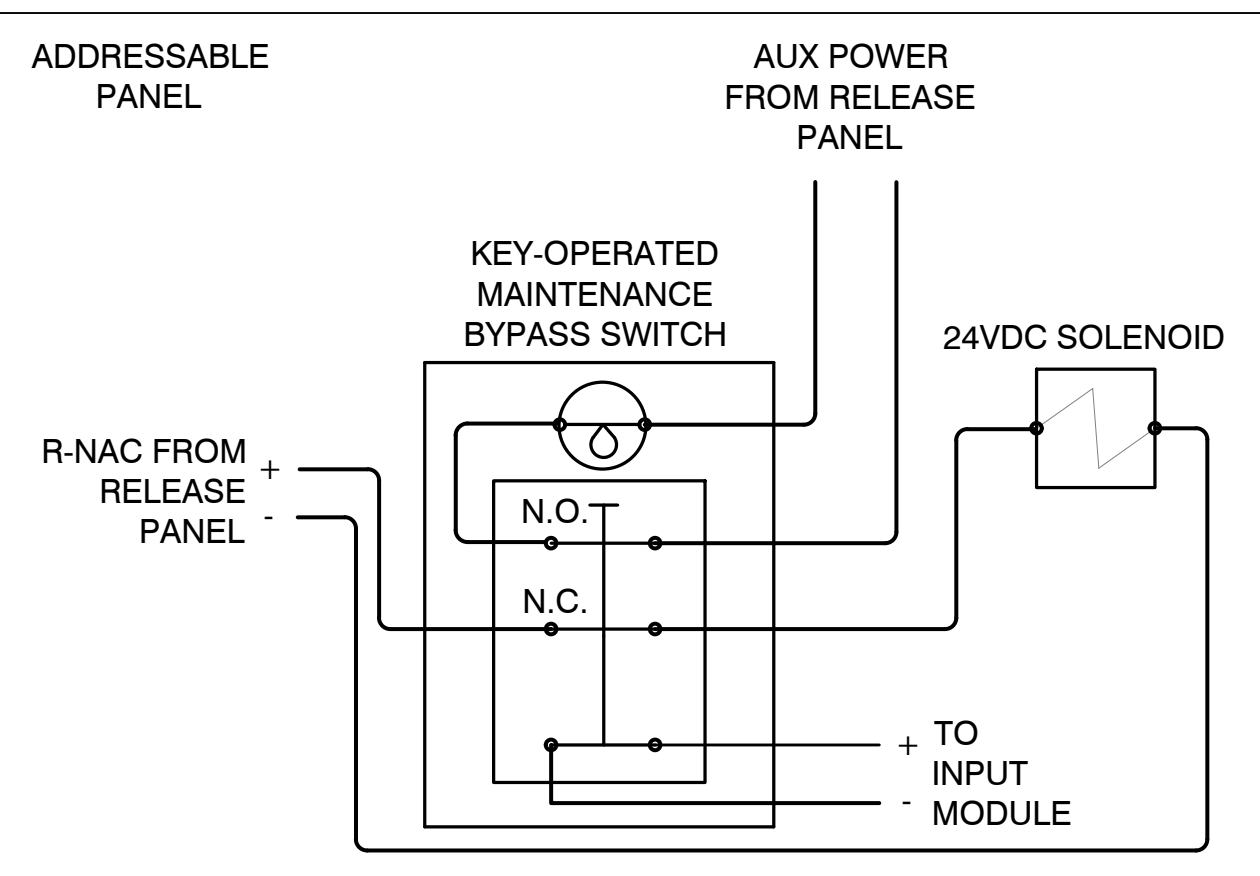 ADDRESSABLE
PANEL
AUX POWER
FROM RELEASE
PANEL
KEY-OPERATED
MAINTENANCE
BYPASS SWITCH
24VDC SOLENOID
R-NAC FROM +
RELEASE
PANEL -
N.O.
N.C.
+ TO
INPUT
- MODULE